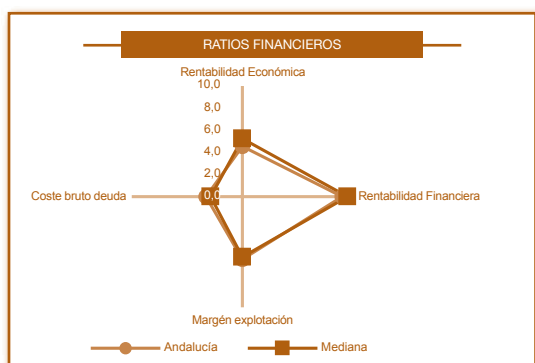 RATIOS FINANCIEROS
Rentabilidad Económica
10,0
8,0
6,0
4,0
2,0
0,0
Coste bruto deuda
Rentabilidad Financiera
Margén explotación
Andalucía
Mediana